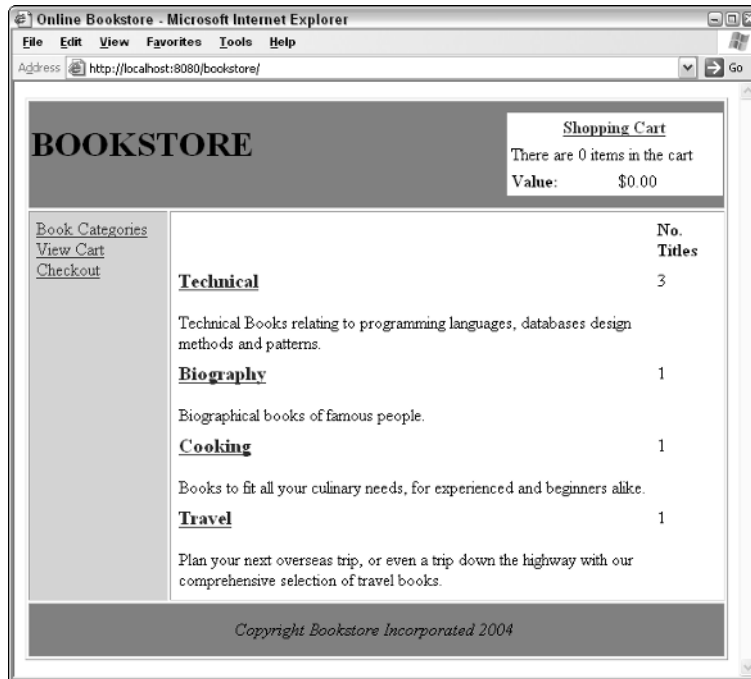 Online Bookstore - Microsoft Internet Explorer
File Edit View Favorites Tools Help
Address http://localhost:8080/bookstore/ Go
BOOKSTORE
Shopping Cart
There are 0 items in the cart
Value: $0.00
Book Categories
View Cart
Checkout
No.
Titles
Technical 3
Technical Books relating to programming languages, databases design
methods and patterns.
Biography 1
Biographical books of famous people.
Cooking 1
Books to fit all your culinary needs, for experienced and beginners alike.
Travel 1
Plan your next overseas trip, or even a trip down the highway with our
comprehensive selection of travel books.
Copyright Bookstore Incorporated 2004